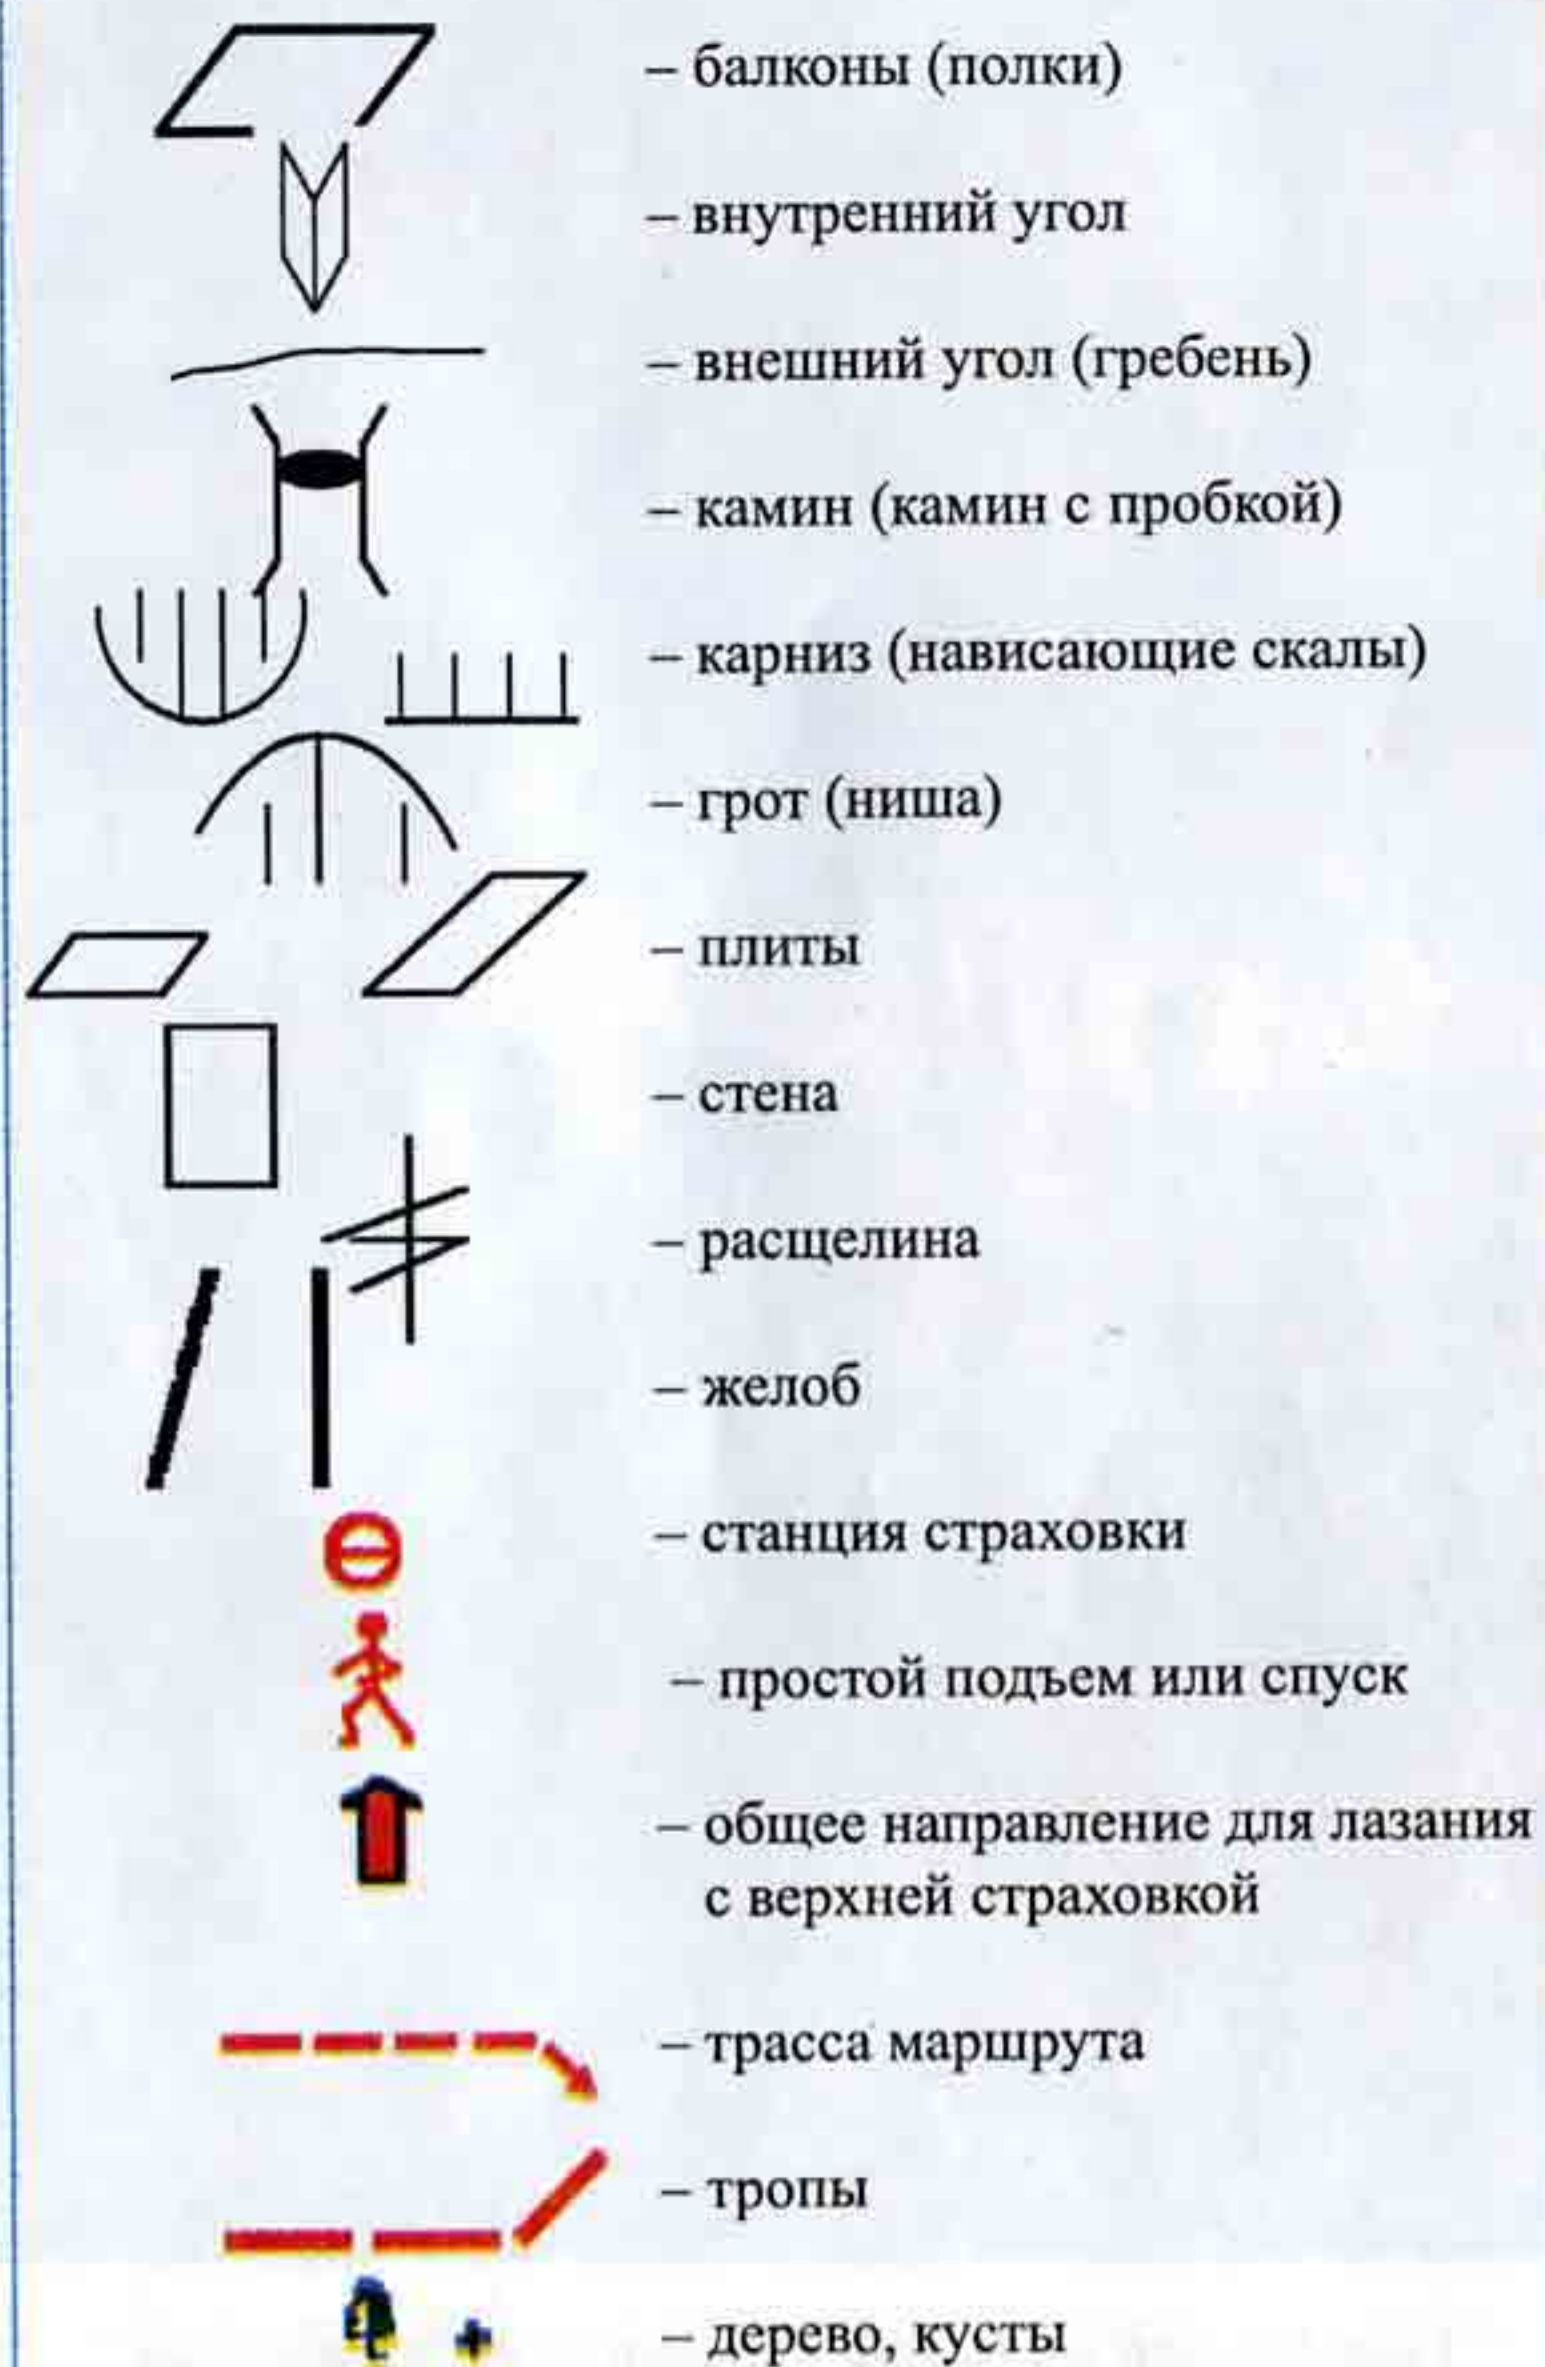 – балконы (полки)
– внутренний угол
– внешний угол (гребень)
– камин (камин с пробкой)
– карниз (нависающие скалы)
– грот (ниша)
– плиты
– стена
– расщелина
– желоб
– станция страховки
– простой подъем или спуск
– общее направление для лазания
с верхней страховкой
– трасса маршрута
– тропы
– дерево, кусты